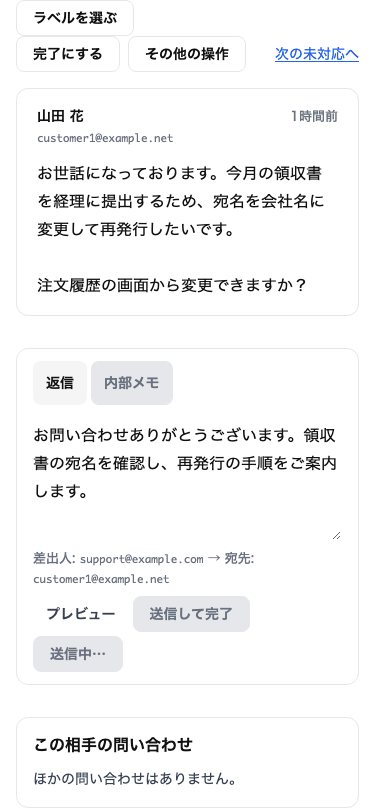 ラベルを選ぶ
完了にする その他の操作 次の未対応へ
山田 花 1時間前
customer1@example.net
お世話になっております。今月の領収書
を経理に提出するため、宛名を会社名に
変更して再発行したいです。
注文履歴の画面から変更できますか？
返信 内部メモ
お問い合わせありがとうございます。領収
書の宛名を確認し、再発行の手順をご案内
します。
差出人: support@example.com → 宛先:
customer1@example.net
プレビュー 送信して完了
送信中…
この相手の問い合わせ
ほかの問い合わせはありません。